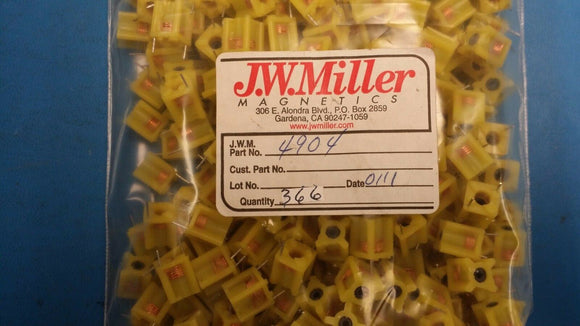 J.W.Miller
MAGNETICS
306 E. Alondra Blvd., P.O. Box 2859
Gardena, CA 90247-1059
www.jwmiller.com
J.W.M.
Part No. 4904
Cust. Part No.
Lot No. Date 0111
Quantity 366